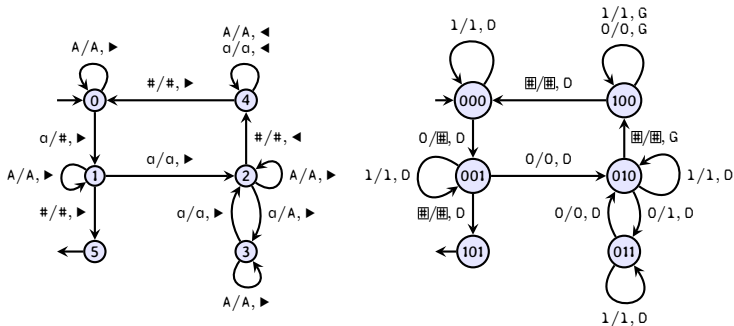 A/A, ▶
A/A, ◀
a/a, ◀
#/#, ▶
0
4
a/#, ▶
#/#, ◀
A/A, ▶
1
a/a, ▶
2
A/A, ▶
#/#, ▶
a/a, ▶
a/A, ▶
5
3
A/A, ▶
1/1, D
1/1, G
0/0, G
⌗/⌗, D
000
100
0/⌗, D
⌗/⌗, G
1/1, D
001
0/0, D
010
1/1, D
⌗/⌗, D
0/0, D
0/1, D
101
011
1/1, D